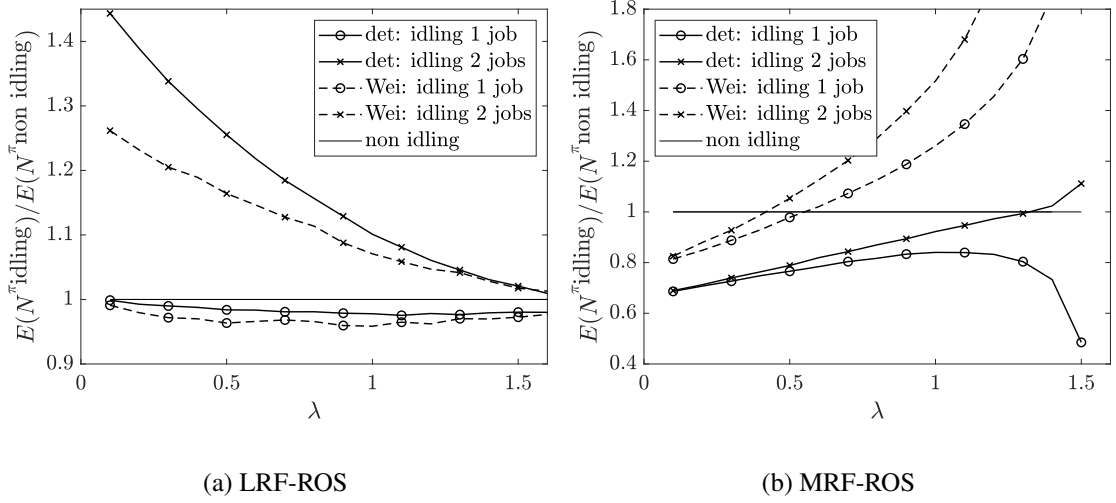 1.4
1.3
1.2
1.1
1
0.9
0
0.5
1
1.5
λ
E(N^π idling)/E(N^π non idling)
det: idling 1 job
det: idling 2 jobs
Wei: idling 1 job
Wei: idling 2 jobs
non idling
(a) LRF-ROS
1.8
1.6
1.4
1.2
1
0.8
0.6
0.4
0
0.5
1
1.5
λ
E(N^π idling)/E(N^π non idling)
det: idling 1 job
det: idling 2 jobs
Wei: idling 1 job
Wei: idling 2 jobs
non idling
(b) MRF-ROS